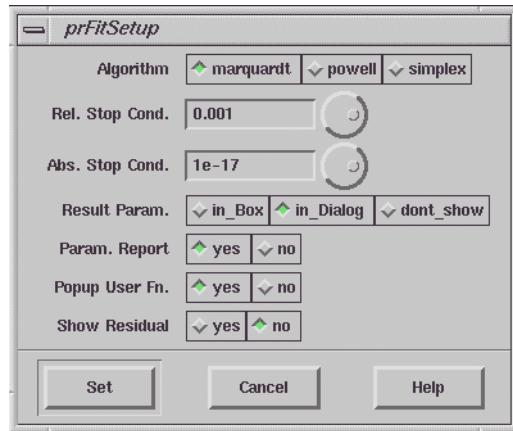 prFitSetup
Algorithm marquardt powell simplex
Rel. Stop Cond. 0.001
Abs. Stop Cond. 1e-17
Result Param. in_Box in_Dialog dont_show
Param. Report yes no
Popup User Fn. yes no
Show Residual yes no
Set Cancel Help